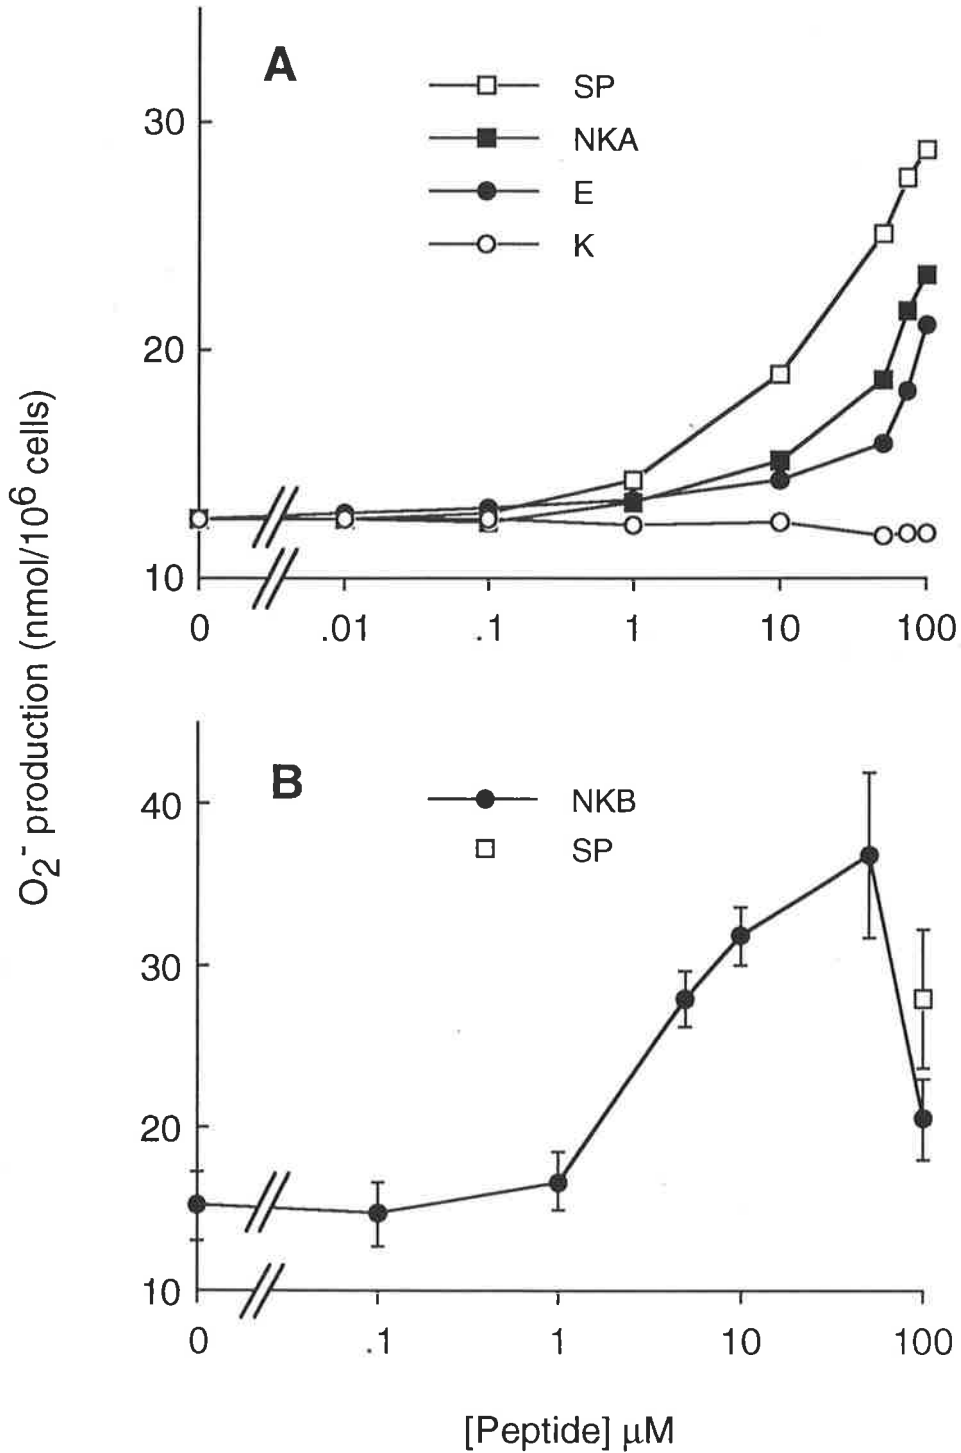 A
SP
NKA
E
K
30
20
10
0 .01 .1 1 10 100
O2- production (nmol/10^6 cells)
B
NKB
SP
40
30
20
10
0 .1 1 10 100
[Peptide] µM